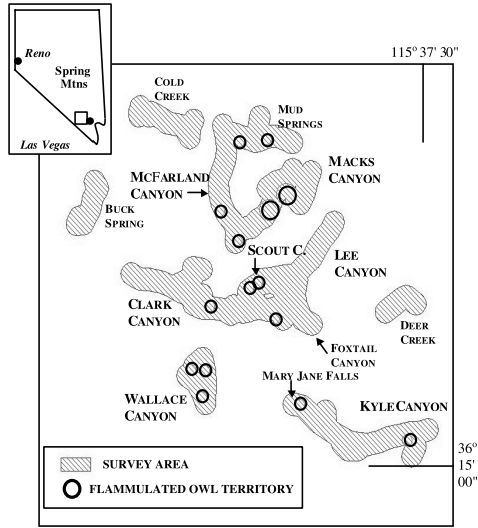 Reno
Spring
Mtns
Las Vegas
115° 37' 30"
COLD
CREEK
MUD
SPRINGS
MCFARLAND
CANYON
MACKS
CANYON
BUCK
SPRING
SCOUT C.
LEE
CANYON
CLARK
CANYON
DEER
CREEK
FOXTAIL
CANYON
MARY JANE FALLS
WALLACE
CANYON
KYLE CANYON
36°
15'
00"
SURVEY AREA
FLAMMULATED OWL TERRITORY